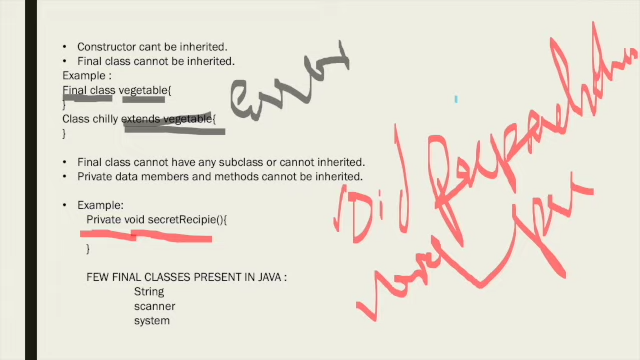 • Constructor cant be inherited.
• Final class cannot be inherited.
Example :
Final class vegetable{
}
Class chilly extends vegetable{
}
error
• Final class cannot have any subclass or cannot inherited.
• Private data members and methods cannot be inherited.
• Example:
Private void secretRecipie(){
}
FEW FINAL CLASSES PRESENT IN JAVA :
String
scanner
system
Did